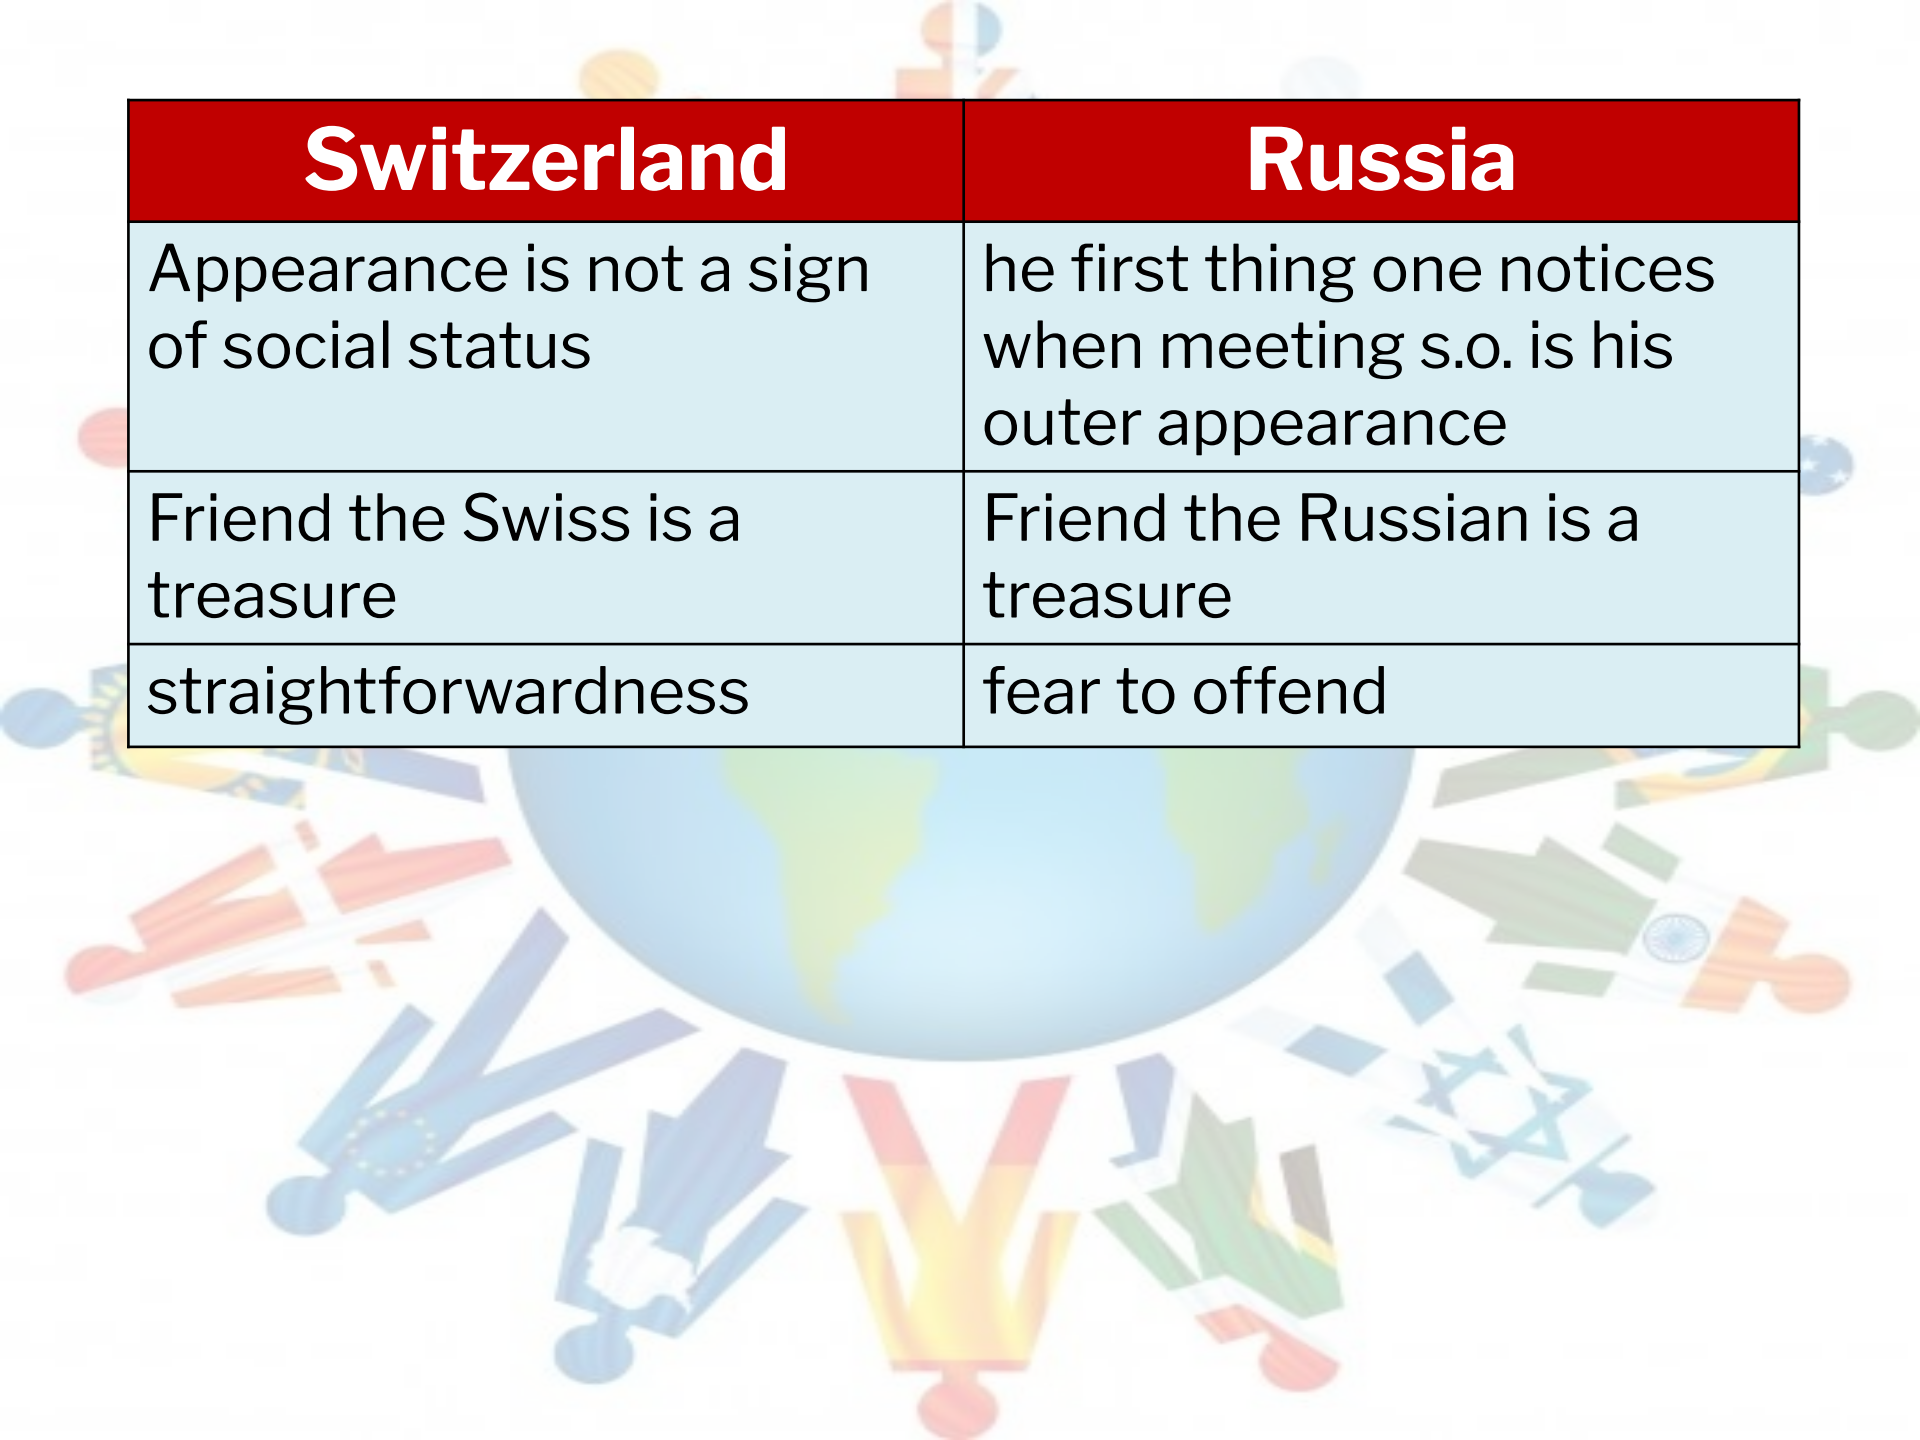 Switzerland
Russia
Appearance is not a sign
of social status
he first thing one notices
when meeting s.o. is his
outer appearance
Friend the Swiss is a
treasure
Friend the Russian is a
treasure
straightforwardness
fear to offend